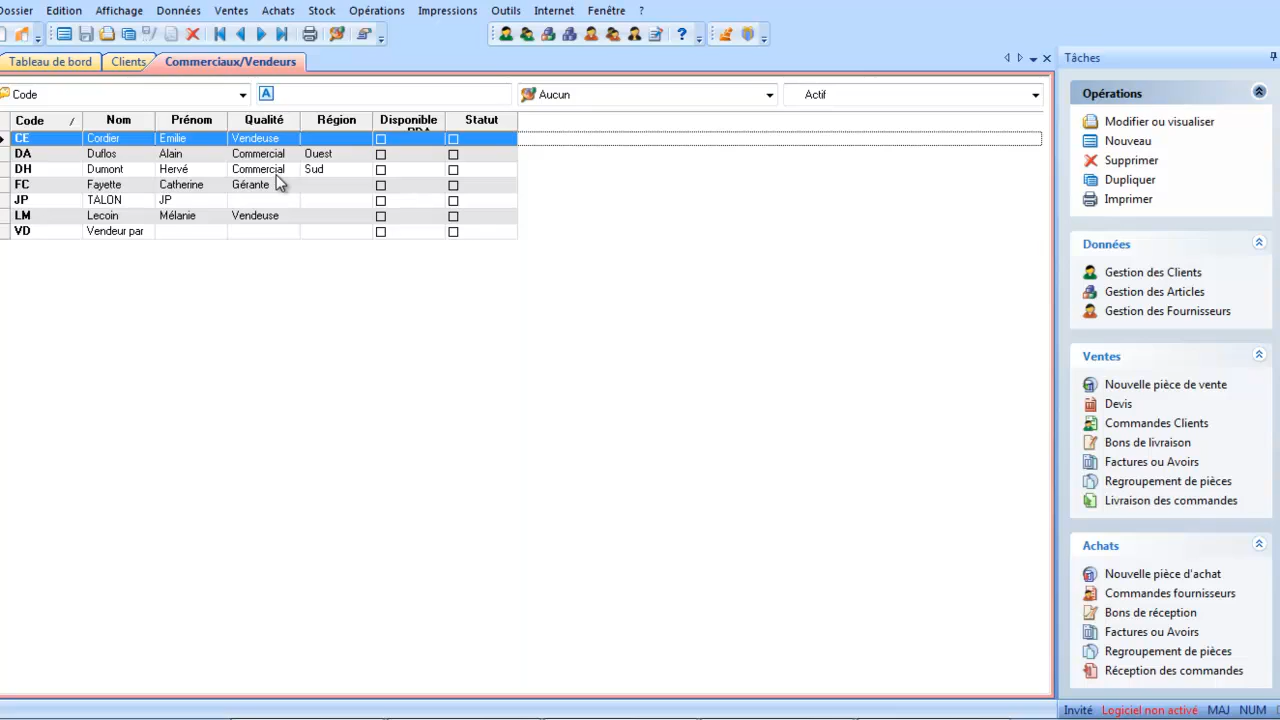 Dossier Edition Affichage Données Ventes Achats Stock Opérations Impressions Outils Internet Fenêtre ?
Tableau de bord Clients Commerciaux/Vendeurs Tâches
Code A Aucun Actif
Code Nom Prénom Qualité Région Disponible Statut
CE Cordier Emilie Vendeuse
DA Duflos Alain Commercial Ouest
DH Dumont Hervé Commercial Sud
FC Fayette Catherine Gérante
JP TALON JP
LM Lecoin Mélanie Vendeuse
VD Vendeur par
Opérations
Modifier ou visualiser
Nouveau
Supprimer
Dupliquer
Imprimer
Données
Gestion des Clients
Gestion des Articles
Gestion des Fournisseurs
Ventes
Nouvelle pièce de vente
Devis
Commandes Clients
Bons de livraison
Factures ou Avoirs
Regroupement de pièces
Livraison des commandes
Achats
Nouvelle pièce d'achat
Commandes fournisseurs
Bons de réception
Factures ou Avoirs
Regroupement de pièces
Réception des commandes
Invité Logiciel non activé MAJ NUM